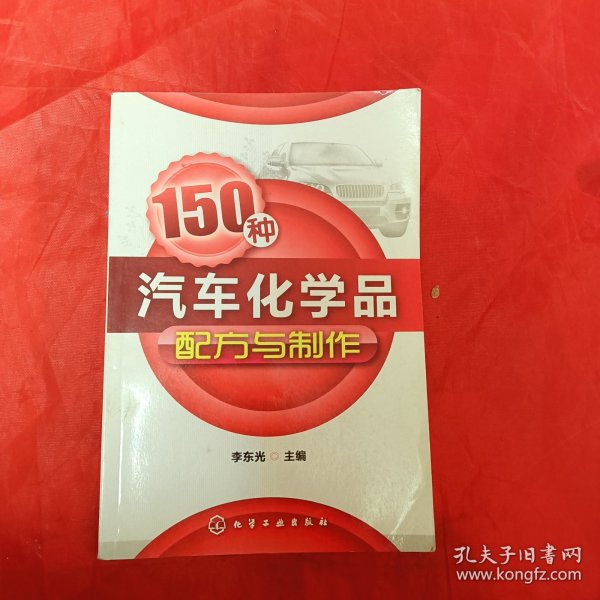 150种
汽车化学品
配方与制作
李东光 主编
化学工业出版社
孔夫子旧书网
www.kongfz.com